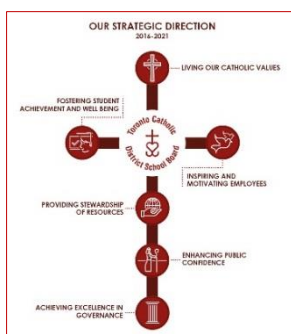 OUR STRATEGIC DIRECTION
2016-2021
LIVING OUR CATHOLIC VALUES
FOSTERING STUDENT
ACHIEVEMENT AND WELL BEING
Toronto Catholic
District School Board
INSPIRING AND
MOTIVATING EMPLOYEES
PROVIDING STEWARDSHIP
OF RESOURCES
ENHANCING PUBLIC
CONFIDENCE
ACHIEVING EXCELLENCE IN
GOVERNANCE